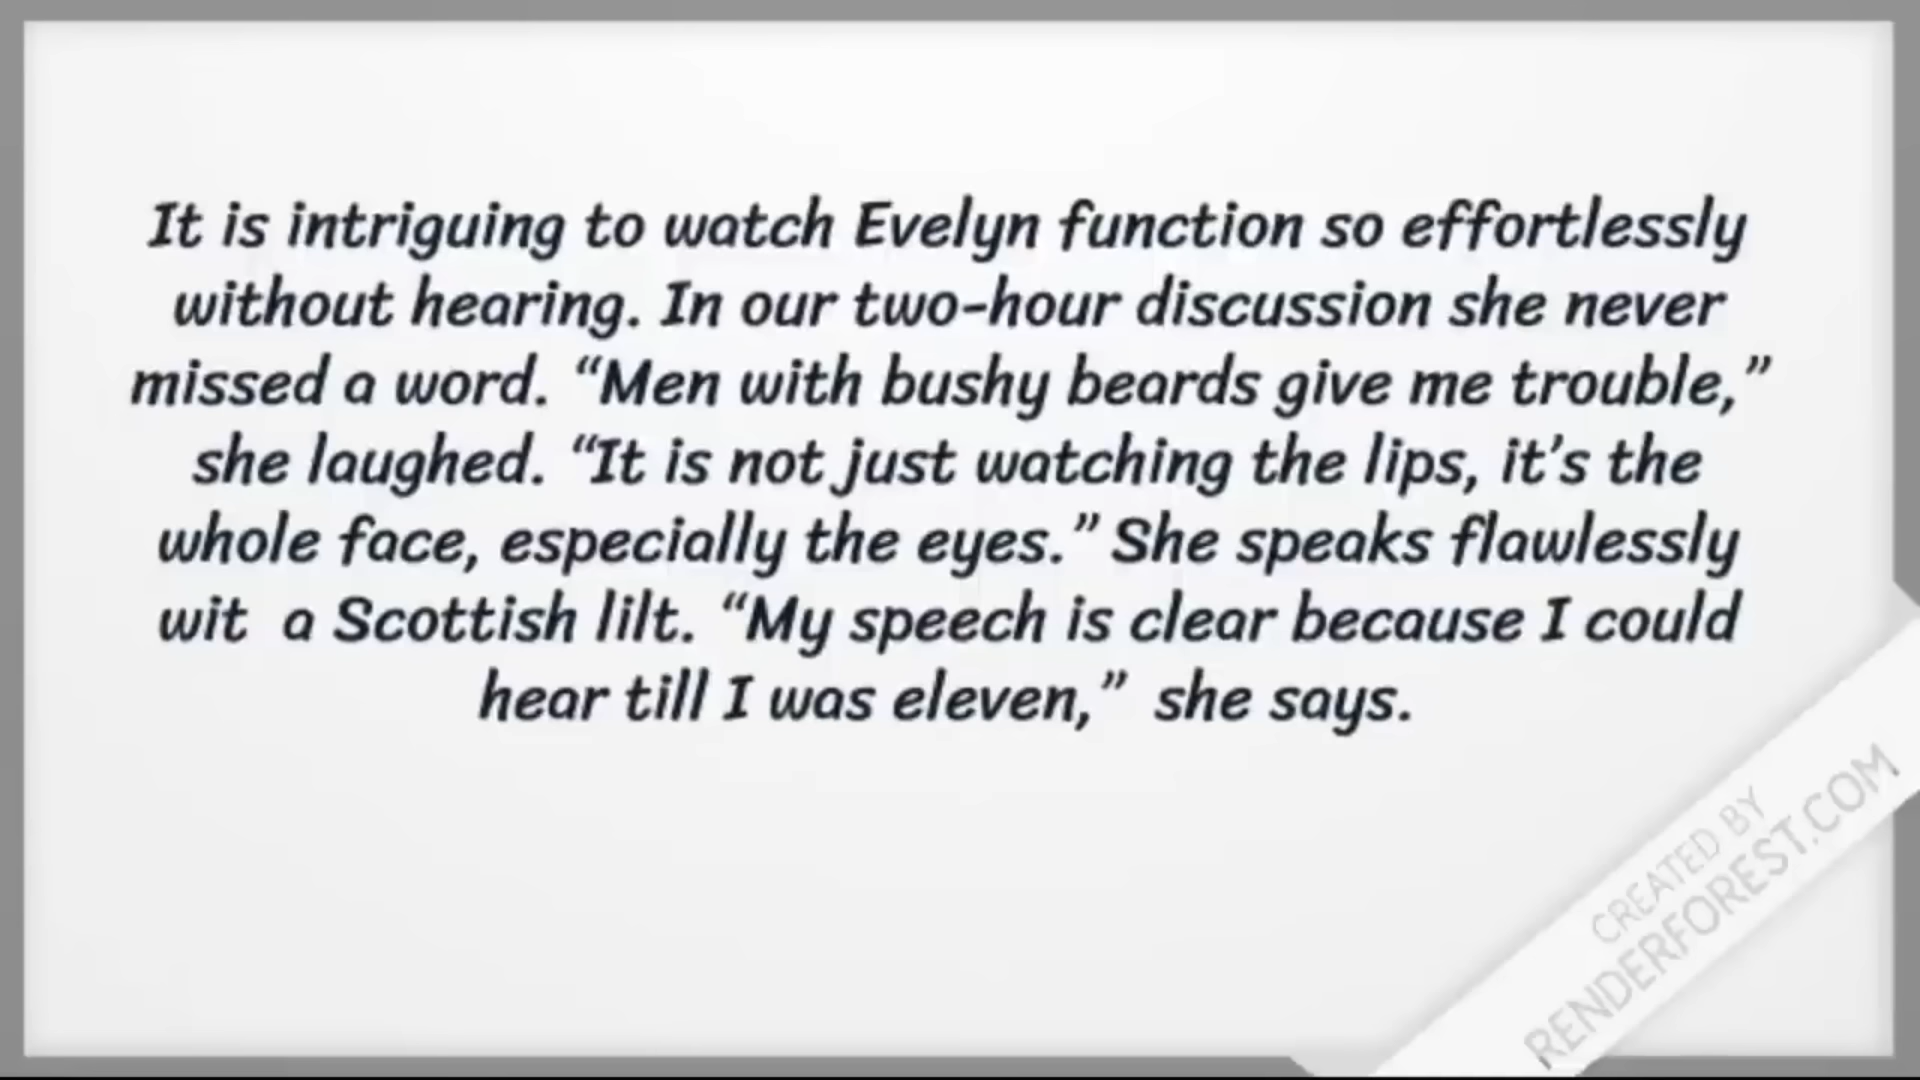 It is intriguing to watch Evelyn function so effortlessly
without hearing. In our two-hour discussion she never
missed a word. “Men with bushy beards give me trouble,”
she laughed. “It is not just watching the lips, it’s the
whole face, especially the eyes.” She speaks flawlessly
wit a Scottish lilt. “My speech is clear because I could
hear till I was eleven,” she says.
CREATED BY
RENDERFOREST.COM